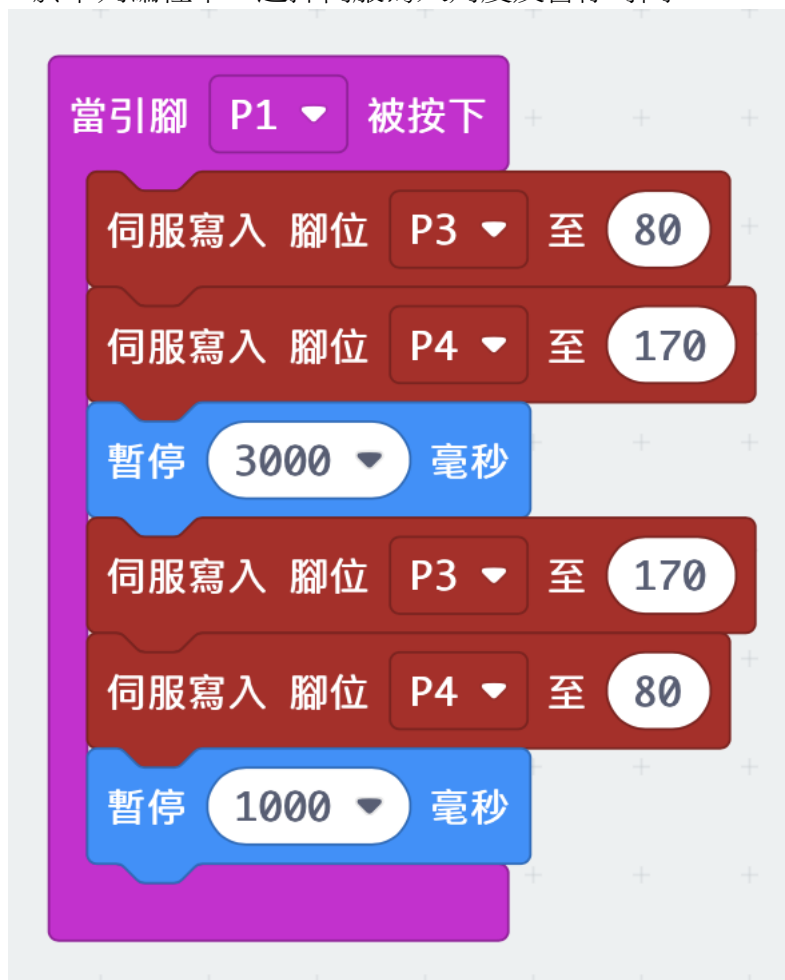 當引腳 P1 被按下
伺服寫入 腳位 P3 至 80
伺服寫入 腳位 P4 至 170
暫停 3000 毫秒
伺服寫入 腳位 P3 至 170
伺服寫入 腳位 P4 至 80
暫停 1000 毫秒